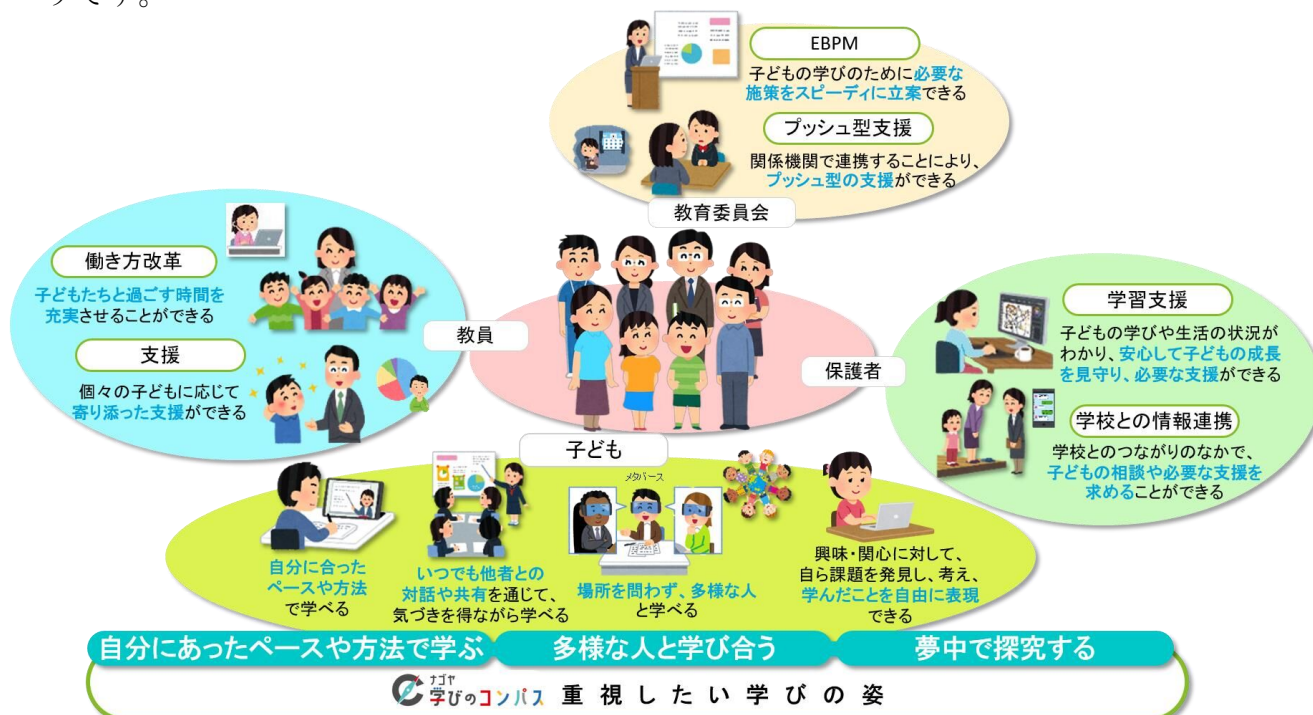 つです。
EBPM
子どもの学びのために必要な
施策をスピーディに立案できる
プッシュ型支援
関係機関で連携することにより、
プッシュ型の支援ができる
教育委員会
働き方改革
子どもたちと過ごす時間を
充実させることができる
支援
個々の子どもに応じて
寄り添った支援ができる
教員
保護者
学習支援
子どもの学びや生活の状況が
わかり、安心して子どもの成長
を見守り、必要な支援ができる
学校との情報連携
学校とのつながりのなかで、
子どもの相談や必要な支援を
求めることができる
子ども
メタバース
自分に合った
ペースや方法
で学べる
いつでも他者との
対話や共有を通じて、
気づきを得ながら学べる
場所を問わず、多様な人
と学べる
興味・関心に対して、
自ら課題を発見し、考え、
学んだことを自由に表現
できる
自分にあったペースや方法で学ぶ
多様な人と学び合う
夢中で探究する
ナゴヤ
学びのコンパス 重視したい学びの姿